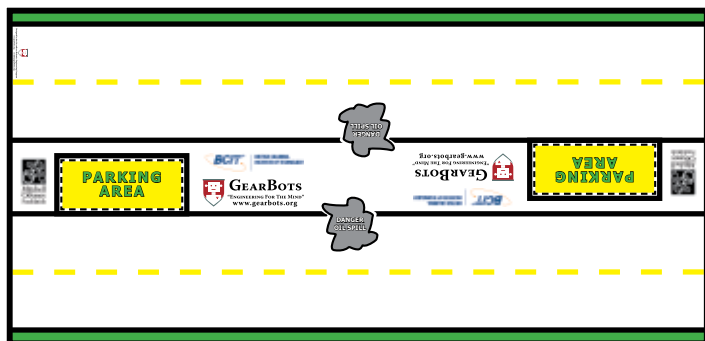 DANGER
OIL SPILL
PARKING
AREA
BCIT
GEARBOTS
"ENGINEERING FOR THE MIND"
www.gearbots.org
GEARBOTS
"ENGINEERING FOR THE MIND"
www.gearbots.org
BCIT
PARKING
AREA
DANGER
OIL SPILL